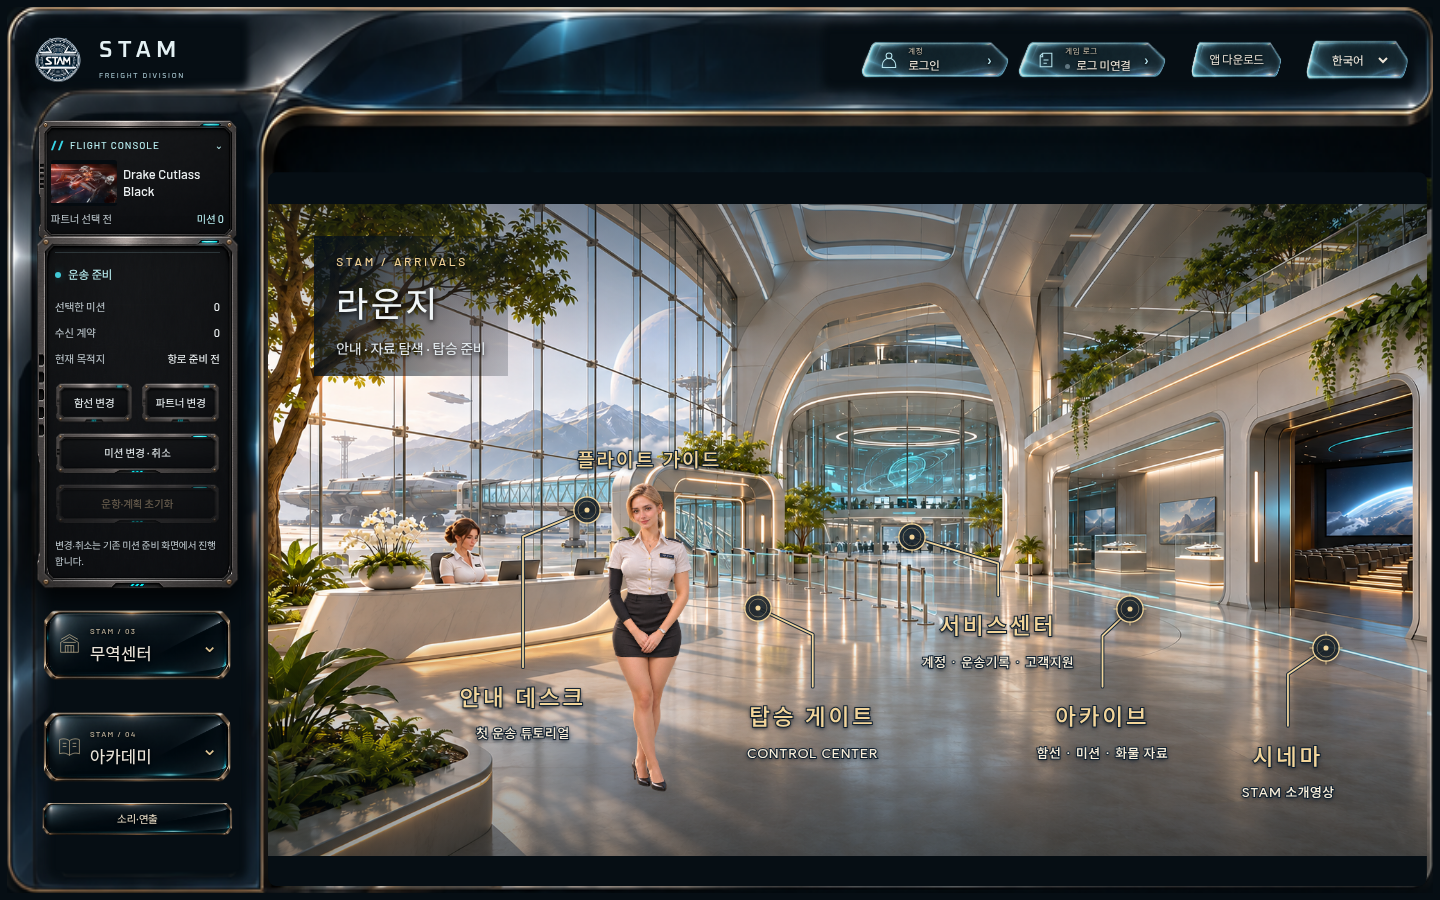 STAM
STAM
FREIGHT DIVISION
계정
로그인
게임 로그
로그 미연결
앱 다운로드
한국어
// FLIGHT CONSOLE
Drake Cutlass
Black
파트너 선택 전
미션 0
운송 준비
선택한 미션 0
수신 계약 0
현재 목적지 항로 준비 전
함선 변경
파트너 변경
미션 변경 · 취소
운항·계획 초기화
변경·취소는 기존 미션 준비 화면에서 진행
합니다.
STAM / 03
무역센터
STAM / 04
아카데미
소리·연출
STAM / ARRIVALS
라운지
안내 · 자료 탐색 · 탑승 준비
플라이트 가이드
안내 데스크
첫 운송 튜토리얼
탑승 게이트
CONTROL CENTER
서비스센터
계정 · 운송기록 · 고객지원
아카이브
함선 · 미션 · 화물 자료
시네마
STAM 소개영상